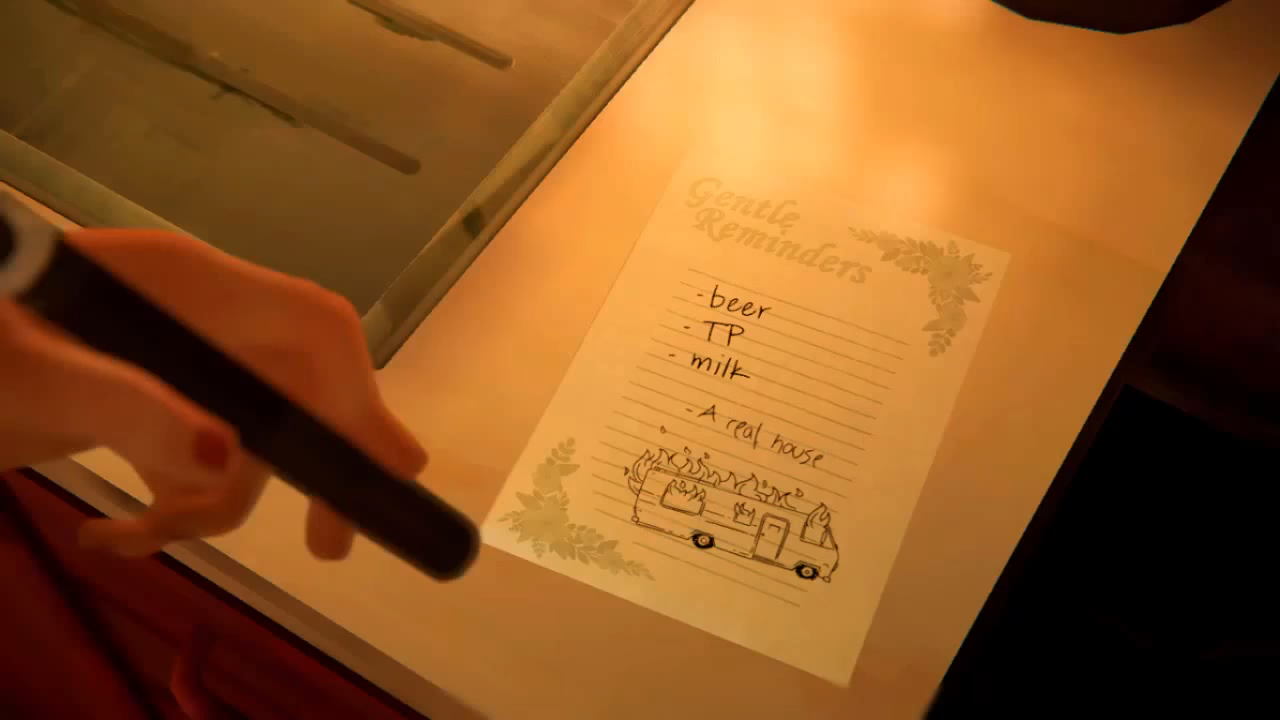 Gentle
Reminders
- beer
- TP
- milk
- A real house